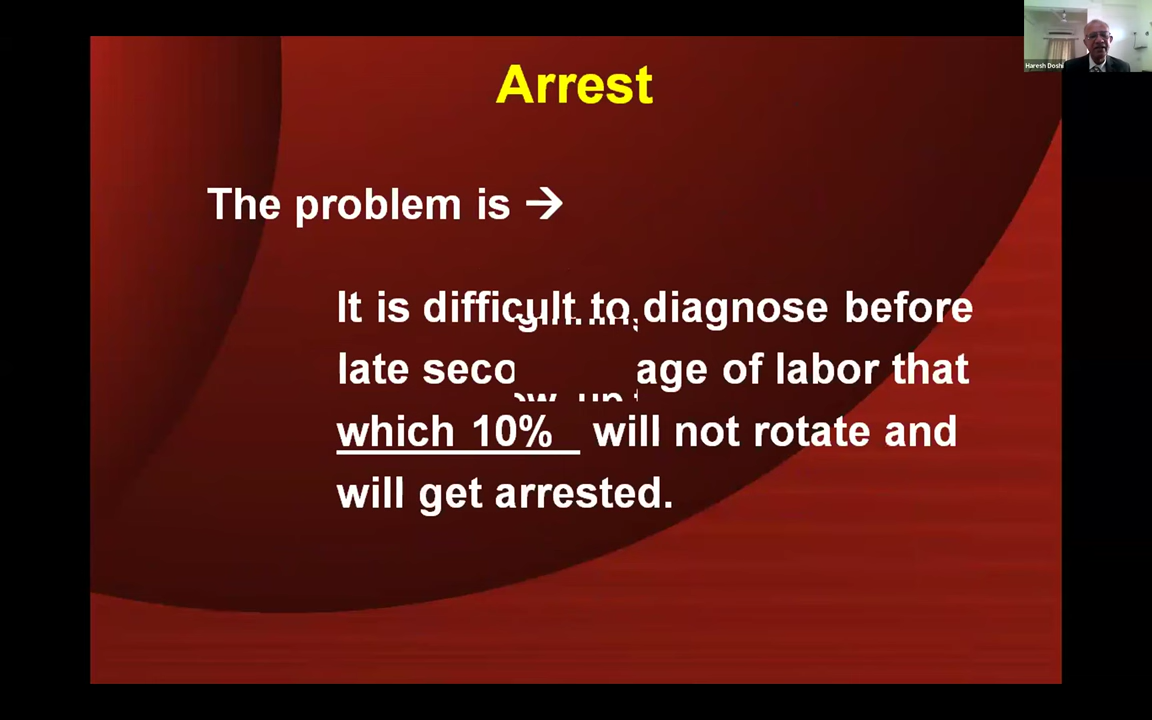 Haresh Doshi
Arrest
The problem is →
It is difficult to diagnose before
late seco age of labor that
which 10% will not rotate and
will get arrested.